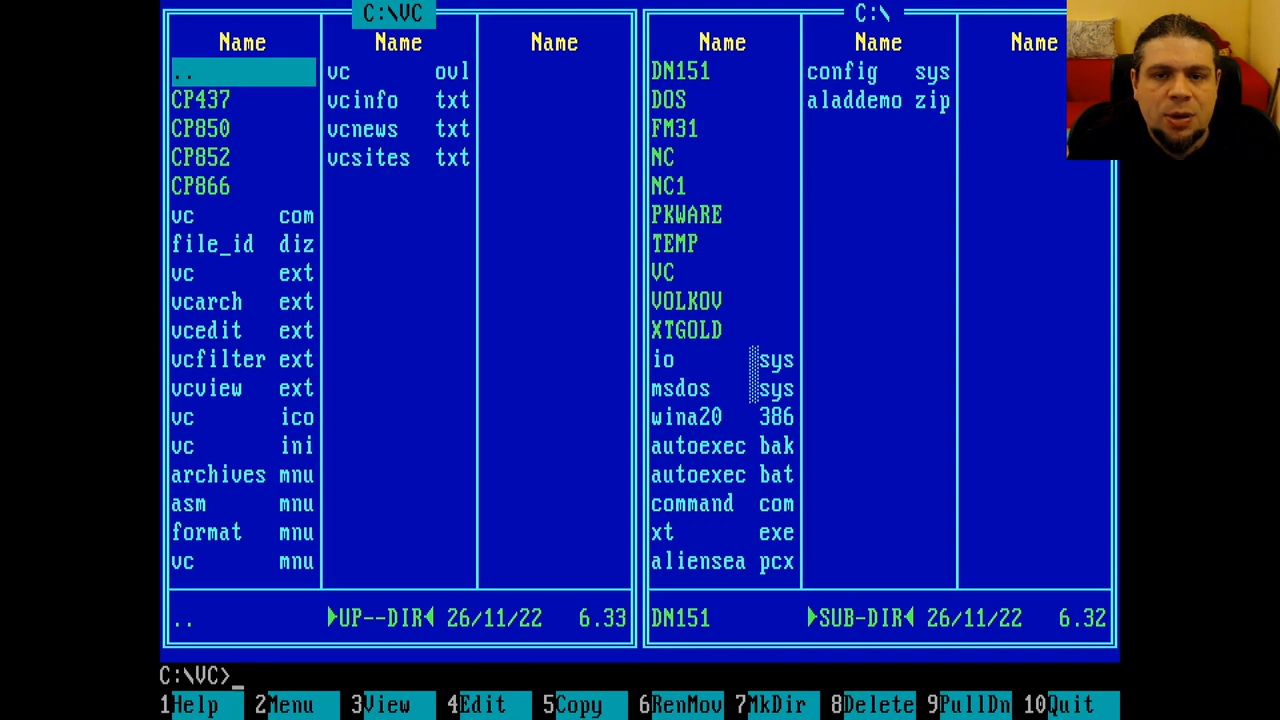 C:\VC
Name Name Name
.. vc ovl
CP437 vcinfo txt
CP850 vcnews txt
CP852 vcsites txt
CP866
vc com
file_id diz
vc ext
vcarch ext
vcedit ext
vcfilter ext
vcview ext
vc ico
vc ini
archives mnu
asm mnu
format mnu
vc mnu
.. ►UP--DIR◄ 26/11/22 6.33
C:\
Name Name Name
DN151 config sys
DOS aladdemo zip
FM31
NC
NC1
PKWARE
TEMP
VC
VOLKOV
XTGOLD
io ▒sys
msdos ▒sys
wina20 386
autoexec bak
autoexec bat
command com
xt exe
aliensea pcx
DN151 ►SUB-DIR◄ 26/11/22 6.32
C:\VC>_
1Help 2Menu 3View 4Edit 5Copy 6RenMov 7MkDir 8Delete 9PullDn 10Quit